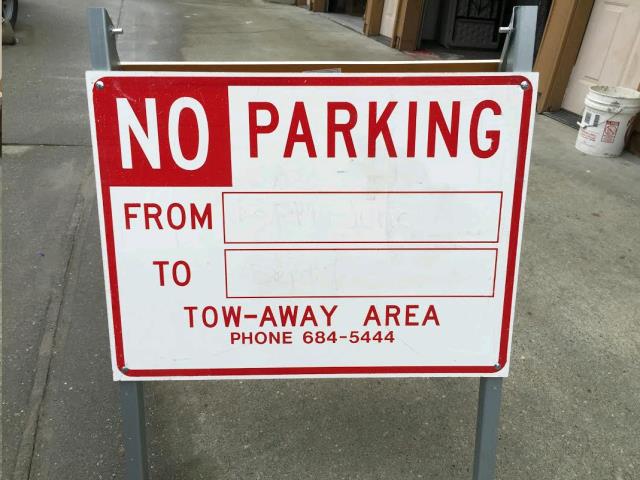 NO PARKING
FROM
TO
TOW-AWAY AREA
PHONE 684-5444